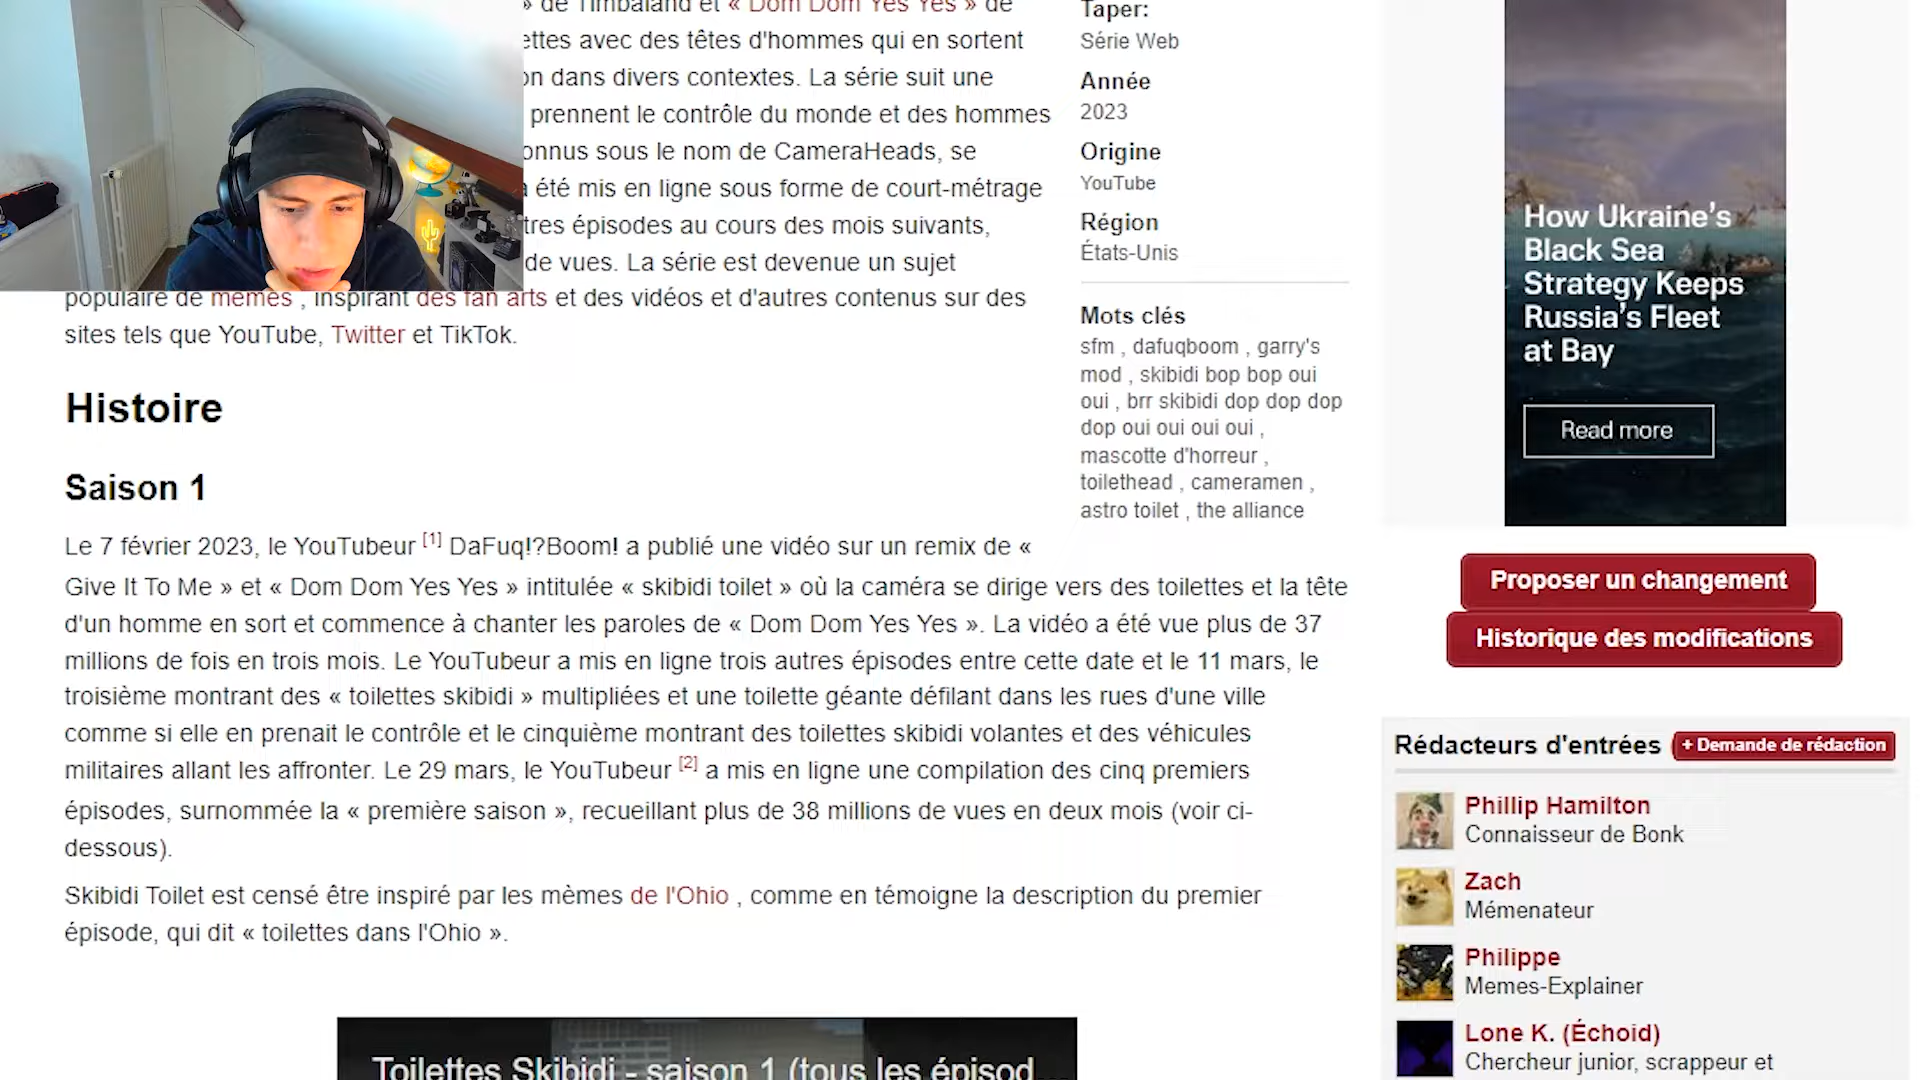 » de Timbaland et « Dom Dom Yes Yes » de
ettes avec des têtes d'hommes qui en sortent
on dans divers contextes. La série suit une
prennent le contrôle du monde et des hommes
onnus sous le nom de CameraHeads, se
a été mis en ligne sous forme de court-métrage
tres épisodes au cours des mois suivants,
de vues. La série est devenue un sujet
populaire de mèmes , inspirant des fan arts et des vidéos et d'autres contenus sur des
sites tels que YouTube, Twitter et TikTok.
Histoire
Saison 1
Le 7 février 2023, le YouTubeur [1] DaFuq!?Boom! a publié une vidéo sur un remix de «
Give It To Me » et « Dom Dom Yes Yes » intitulée « skibidi toilet » où la caméra se dirige vers des toilettes et la tête
d'un homme en sort et commence à chanter les paroles de « Dom Dom Yes Yes ». La vidéo a été vue plus de 37
millions de fois en trois mois. Le YouTubeur a mis en ligne trois autres épisodes entre cette date et le 11 mars, le
troisième montrant des « toilettes skibidi » multipliées et une toilette géante défilant dans les rues d'une ville
comme si elle en prenait le contrôle et le cinquième montrant des toilettes skibidi volantes et des véhicules
militaires allant les affronter. Le 29 mars, le YouTubeur [2] a mis en ligne une compilation des cinq premiers
épisodes, surnommée la « première saison », recueillant plus de 38 millions de vues en deux mois (voir ci-
dessous).
Skibidi Toilet est censé être inspiré par les mèmes de l'Ohio , comme en témoigne la description du premier
épisode, qui dit « toilettes dans l'Ohio ».
Toilettes Skibidi - saison 1 (tous les épisod...
Taper:
Série Web
Année
2023
Origine
YouTube
Région
États-Unis
Mots clés
sfm , dafuqboom , garry's
mod , skibidi bop bop oui
oui , brr skibidi dop dop dop
dop oui oui oui oui ,
mascotte d'horreur ,
toilethead , cameramen ,
astro toilet , the alliance
How Ukraine's
Black Sea
Strategy Keeps
Russia's Fleet
at Bay
Read more
Proposer un changement
Historique des modifications
Rédacteurs d'entrées
+ Demande de rédaction
Phillip Hamilton
Connaisseur de Bonk
Zach
Mémenateur
Philippe
Memes-Explainer
Lone K. (Échoid)
Chercheur junior, scrappeur et